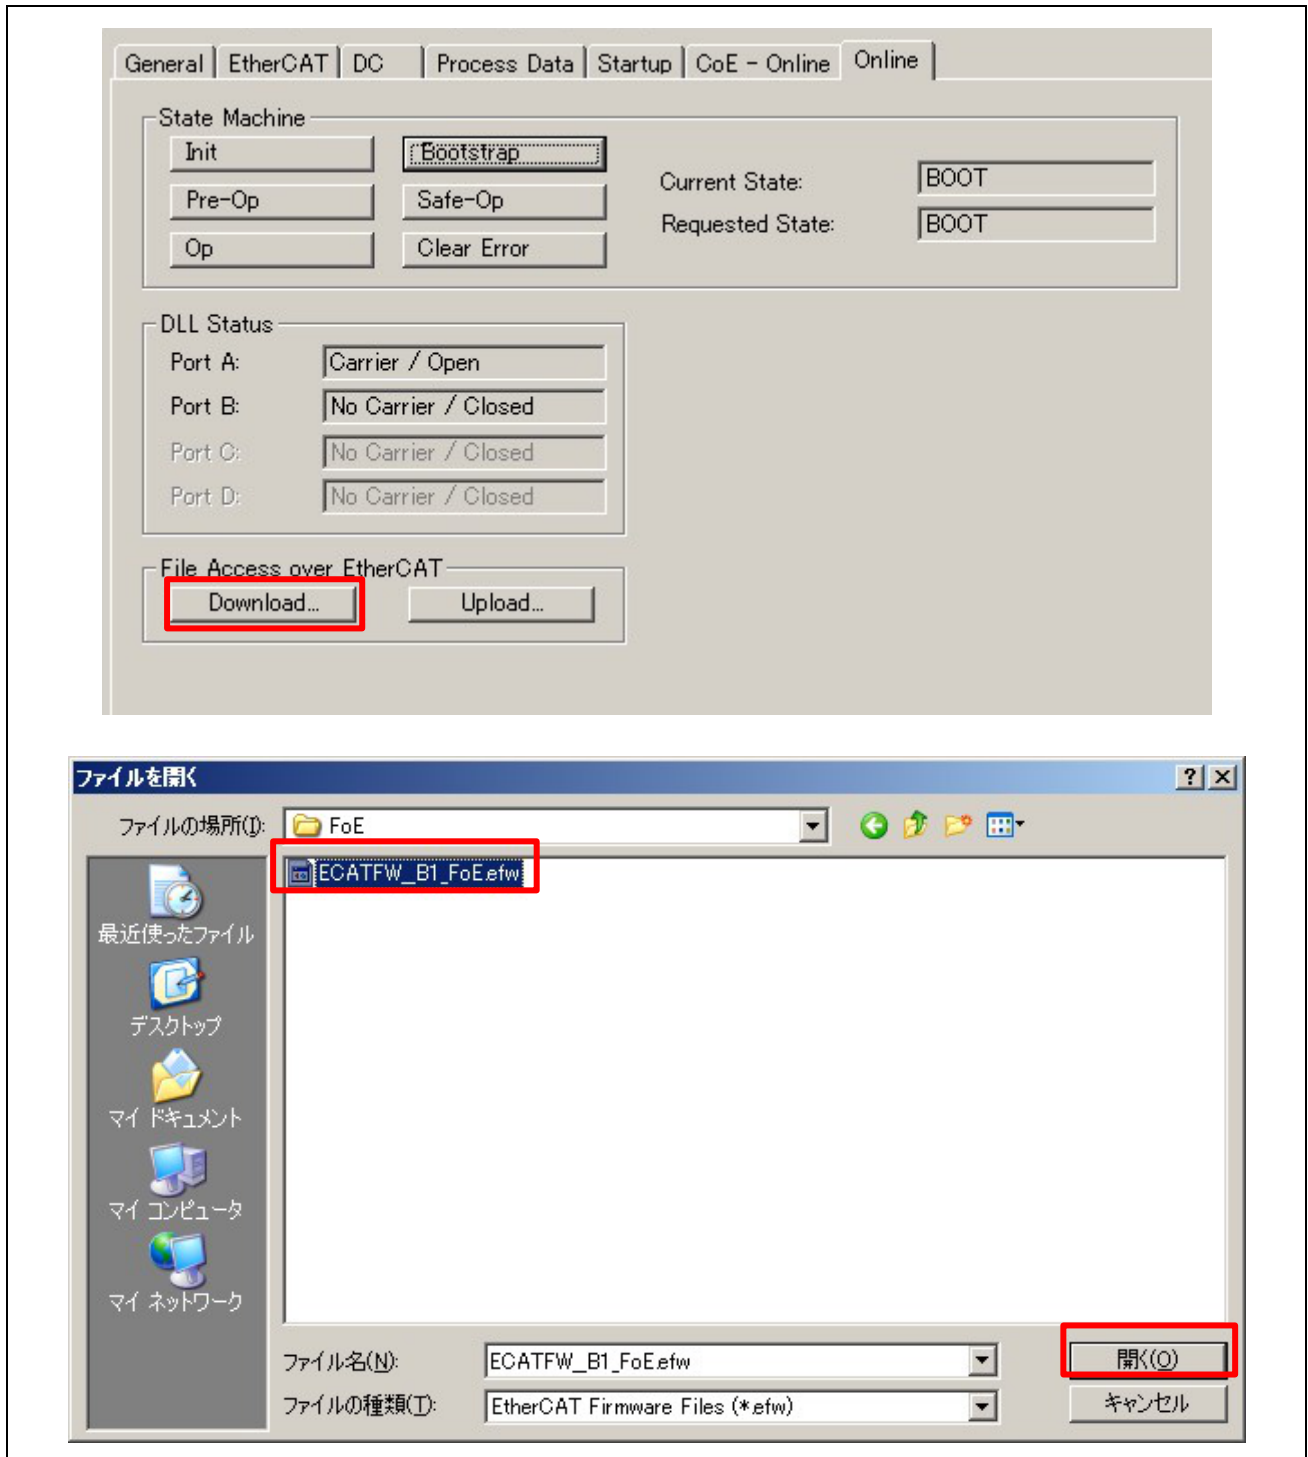 General EtherCAT DC Process Data Startup CoE - Online Online
State Machine
Init Bootstrap
Current State: BOOT
Pre-Op Safe-Op
Requested State: BOOT
Op Clear Error
DLL Status
Port A: Carrier / Open
Port B: No Carrier / Closed
Port C: No Carrier / Closed
Port D: No Carrier / Closed
File Access over EtherCAT
Download... Upload...
ファイルを開く
ファイルの場所(I): FoE
ECATFW_B1_FoE.efw
最近使ったファイル
デスクトップ
マイ ドキュメント
マイ コンピュータ
マイ ネットワーク
ファイル名(N): ECATFW_B1_FoE.efw 開く(O)
ファイルの種類(T): EtherCAT Firmware Files (*.efw) キャンセル